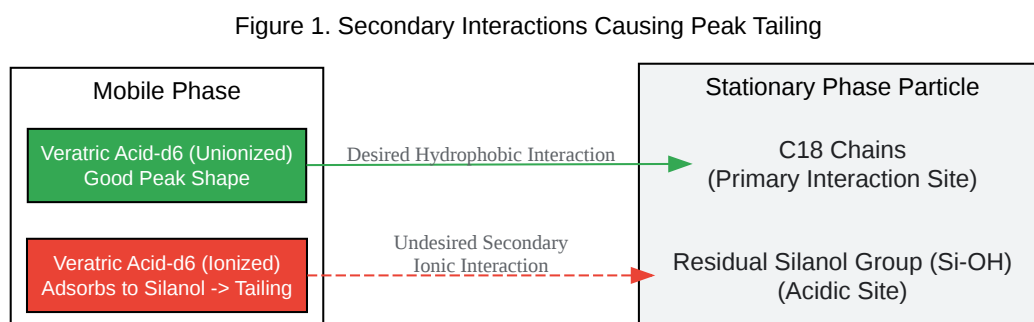 Figure 1. Secondary Interactions Causing Peak Tailing
Mobile Phase
Stationary Phase Particle
Veratric Acid-d6 (Unionized)
Good Peak Shape
Desired Hydrophobic Interaction
C18 Chains
(Primary Interaction Site)
Veratric Acid-d6 (Ionized)
Adsorbs to Silanol -> Tailing
Undesired Secondary
Ionic Interaction
Residual Silanol Group (Si-OH)
(Acidic Site)